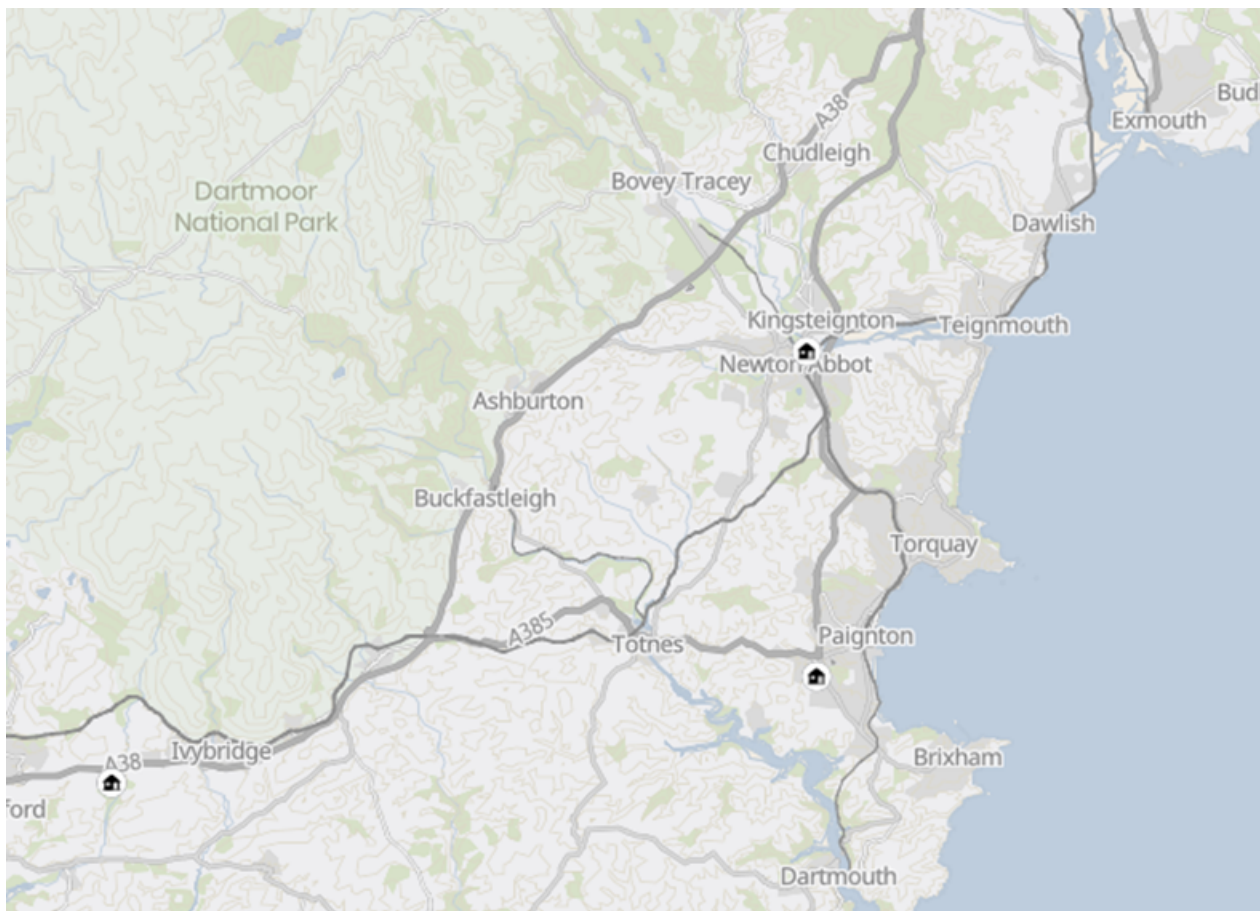 Bud
A38
Exmouth
Chudleigh
Bovey Tracey
Dartmoor
National Park
Dawlish
Kingsteignton
Teignmouth
Newton Abbot
Ashburton
Buckfastleigh
Torquay
A385
Totnes
Paignton
Ivybridge
A38
Brixham
ford
Dartmouth